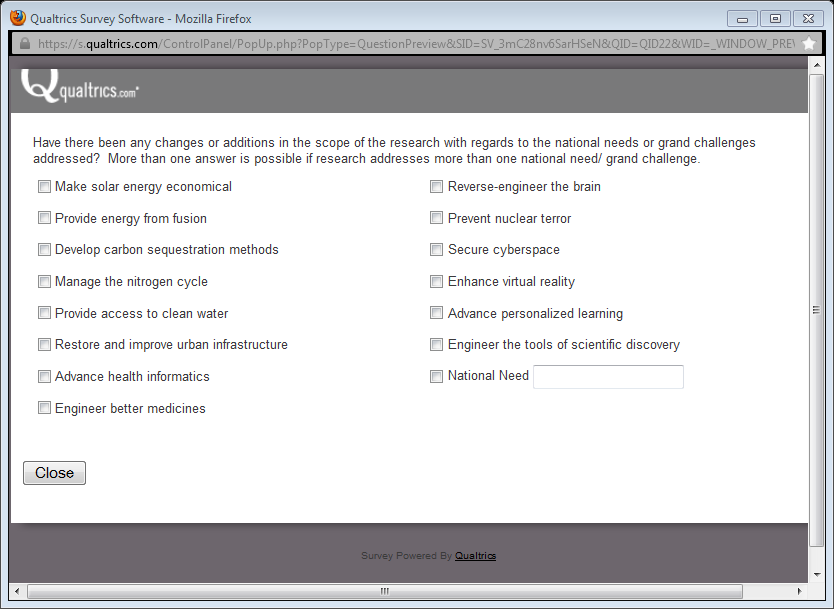 Qualtrics Survey Software - Mozilla Firefox
https://s.qualtrics.com/ControlPanel/PopUp.php?PopType=QuestionPreview&SID=SV_3mC28nv6SarHSeN&QID=QID22&WID=_WINDOW_PREV
Qualtrics.com
Have there been any changes or additions in the scope of the research with regards to the national needs or grand challenges
addressed?  More than one answer is possible if research addresses more than one national need/ grand challenge.
Make solar energy economical
Provide energy from fusion
Develop carbon sequestration methods
Manage the nitrogen cycle
Provide access to clean water
Restore and improve urban infrastructure
Advance health informatics
Engineer better medicines
Reverse-engineer the brain
Prevent nuclear terror
Secure cyberspace
Enhance virtual reality
Advance personalized learning
Engineer the tools of scientific discovery
National Need
Close
Survey Powered By Qualtrics